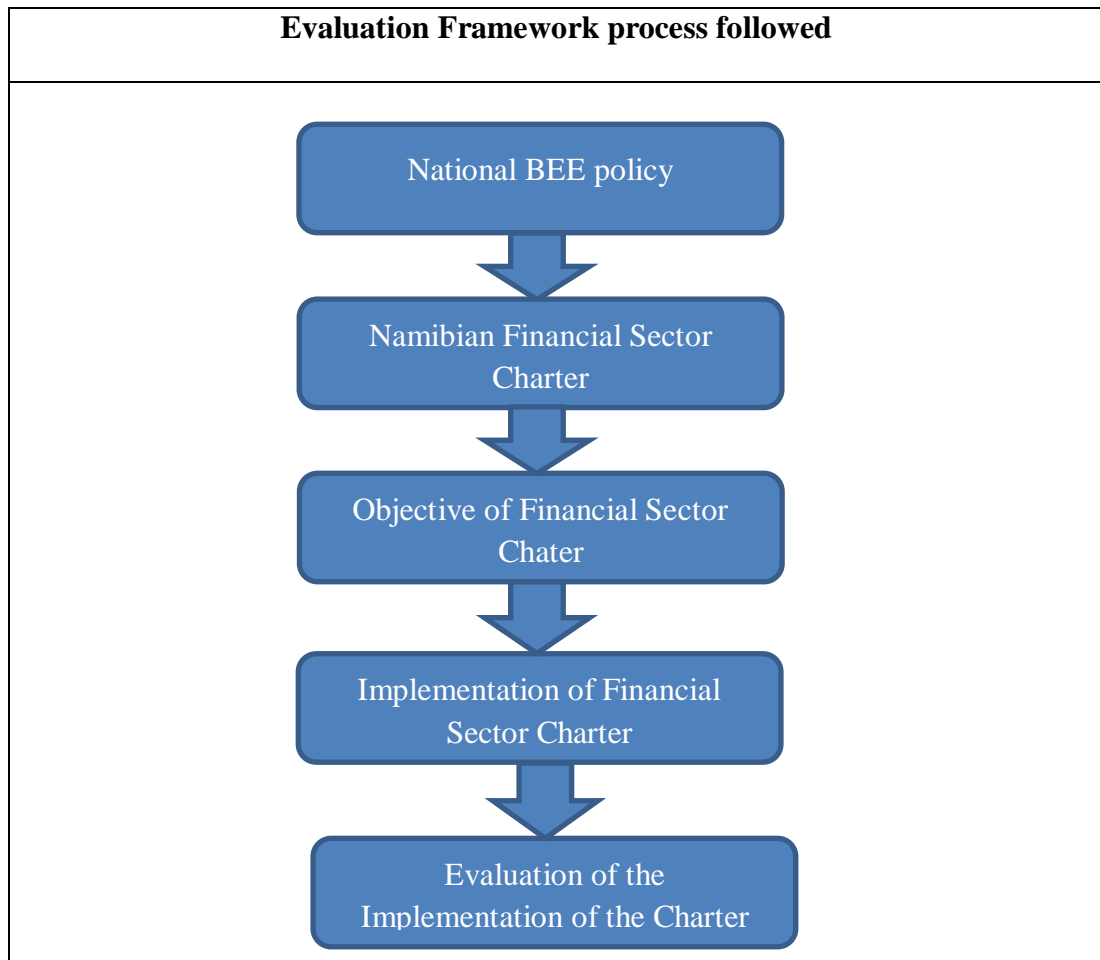 Evaluation Framework process followed
National BEE policy
Namibian Financial Sector
Charter
Objective of Financial Sector
Chater
Implementation of Financial
Sector Charter
Evaluation of the
Implementation of the Charter